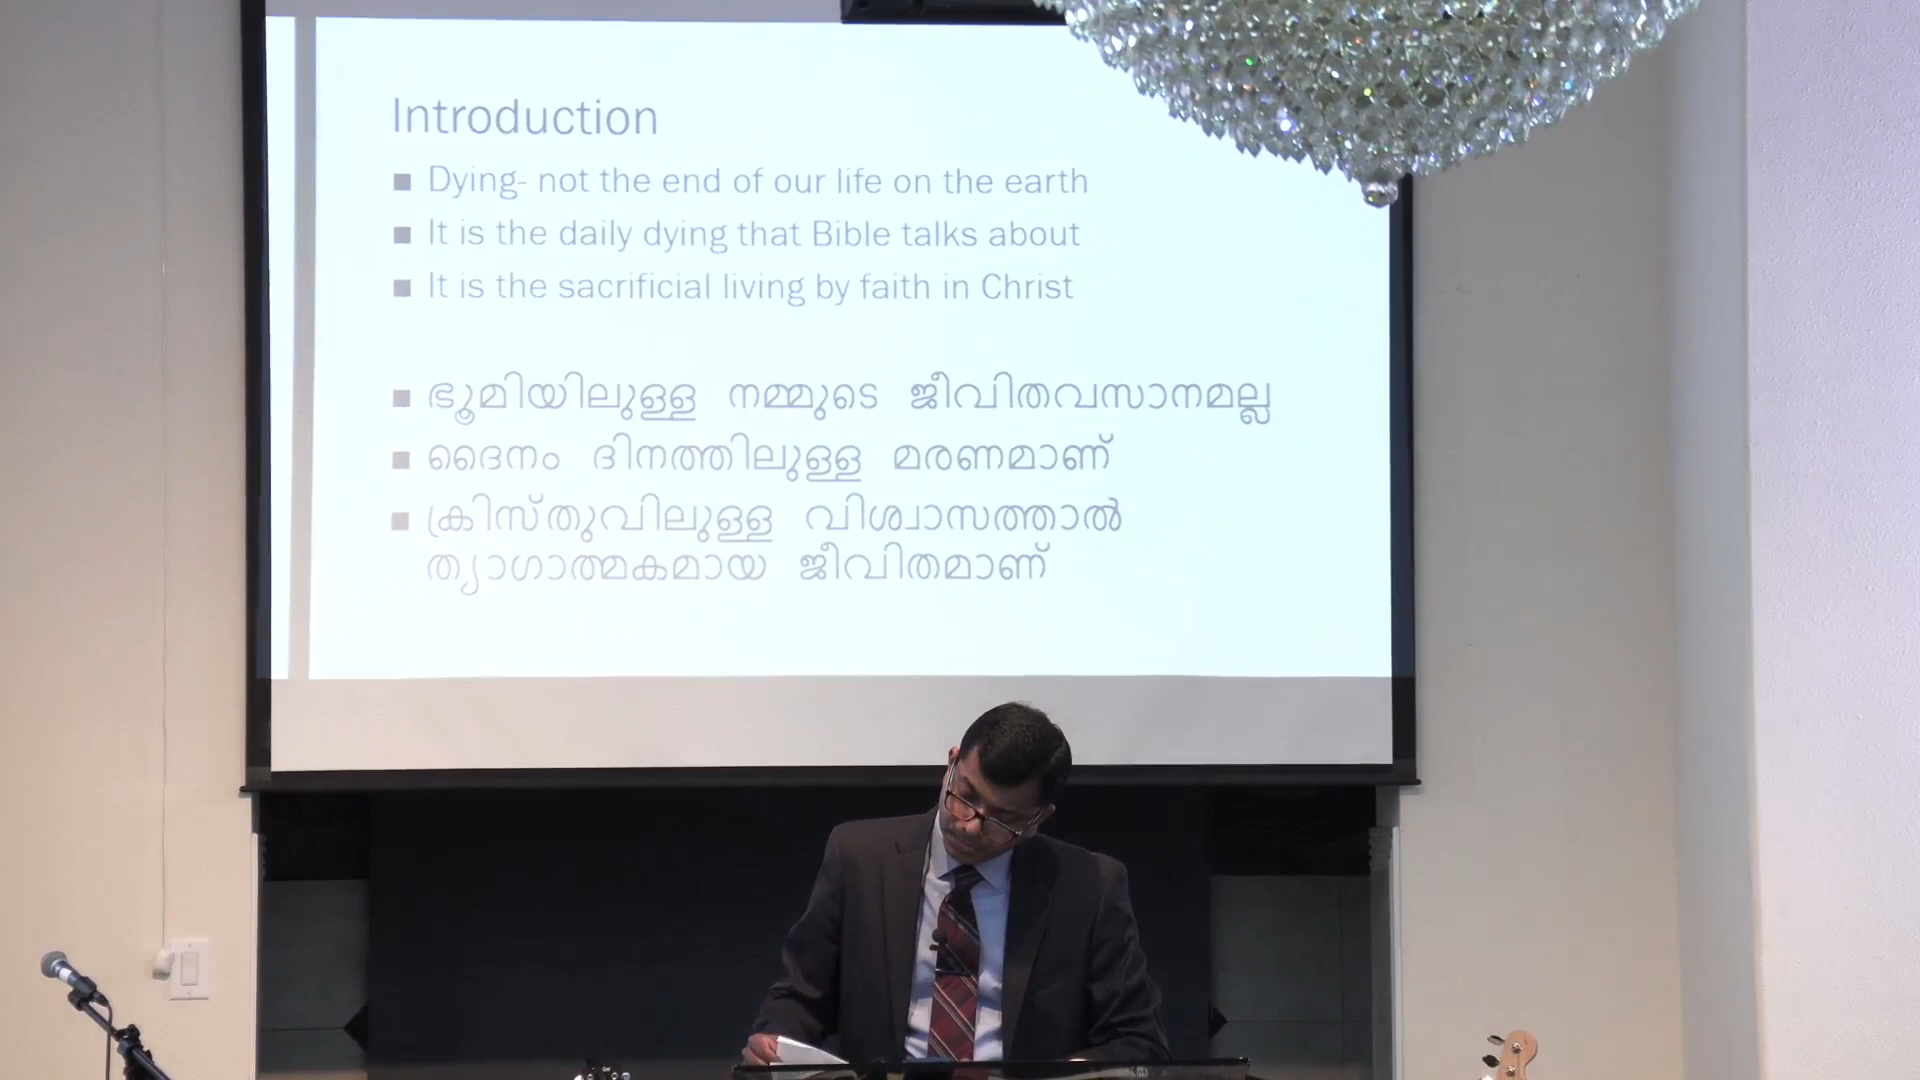 Introduction
Dying- not the end of our life on the earth
It is the daily dying that Bible talks about
It is the sacrificial living by faith in Christ
ഭൂമിയിലുള്ള നമ്മുടെ ജീവിതവസാനമല്ല
ദൈനം ദിനത്തിലുള്ള മരണമാണ്
ക്രിസ്തുവിലുള്ള വിശ്വാസത്താൽ
ത്യാഗാത്മകമായ ജീവിതമാണ്